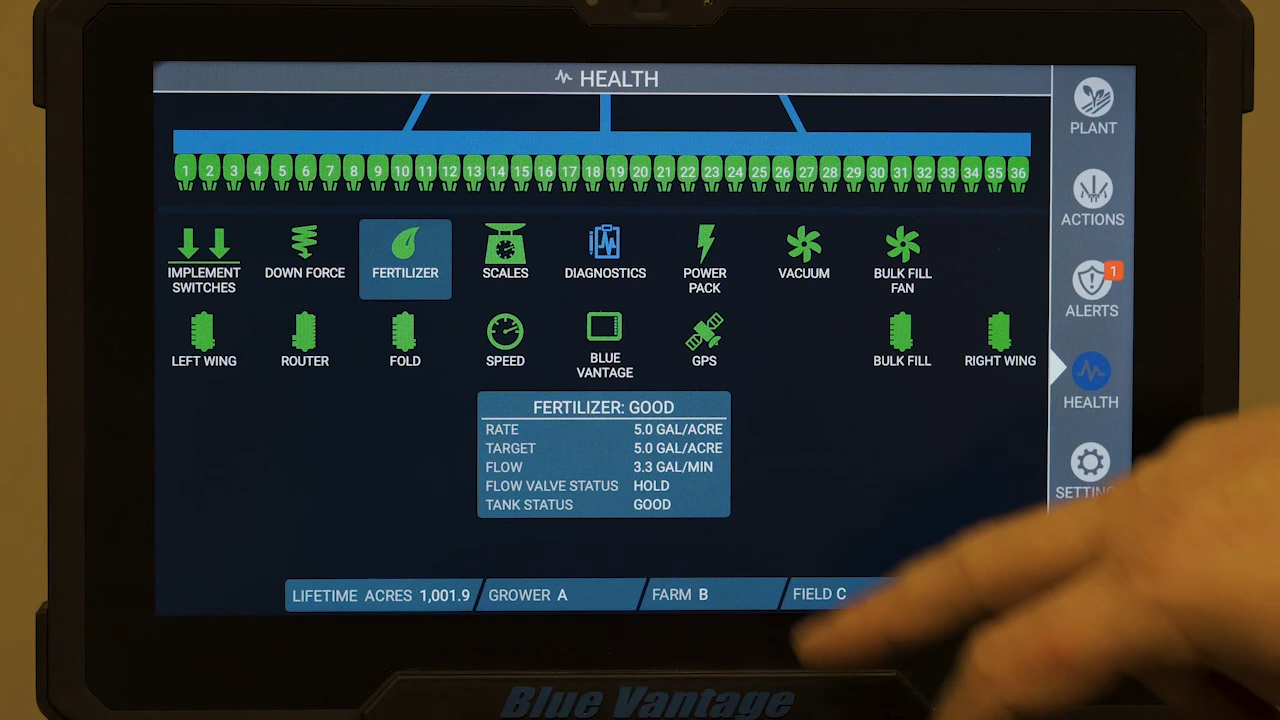 HEALTH
1 2 3 4 5 6 7 8 9 10 11 12 13 14 15 16 17 18 19 20 21 22 23 24 25 26 27 28 29 30 31 32 33 34 35 36
IMPLEMENT
SWITCHES
DOWN FORCE
FERTILIZER
SCALES
DIAGNOSTICS
POWER
PACK
VACUUM
BULK FILL
FAN
LEFT WING
ROUTER
FOLD
SPEED
BLUE
VANTAGE
GPS
BULK FILL
RIGHT WING
FERTILIZER: GOOD
RATE 5.0 GAL/ACRE
TARGET 5.0 GAL/ACRE
FLOW 3.3 GAL/MIN
FLOW VALVE STATUS HOLD
TANK STATUS GOOD
LIFETIME ACRES 1,001.9
GROWER A
FARM B
FIELD C
PLANT
ACTIONS
1
ALERTS
HEALTH
Blue Vantage